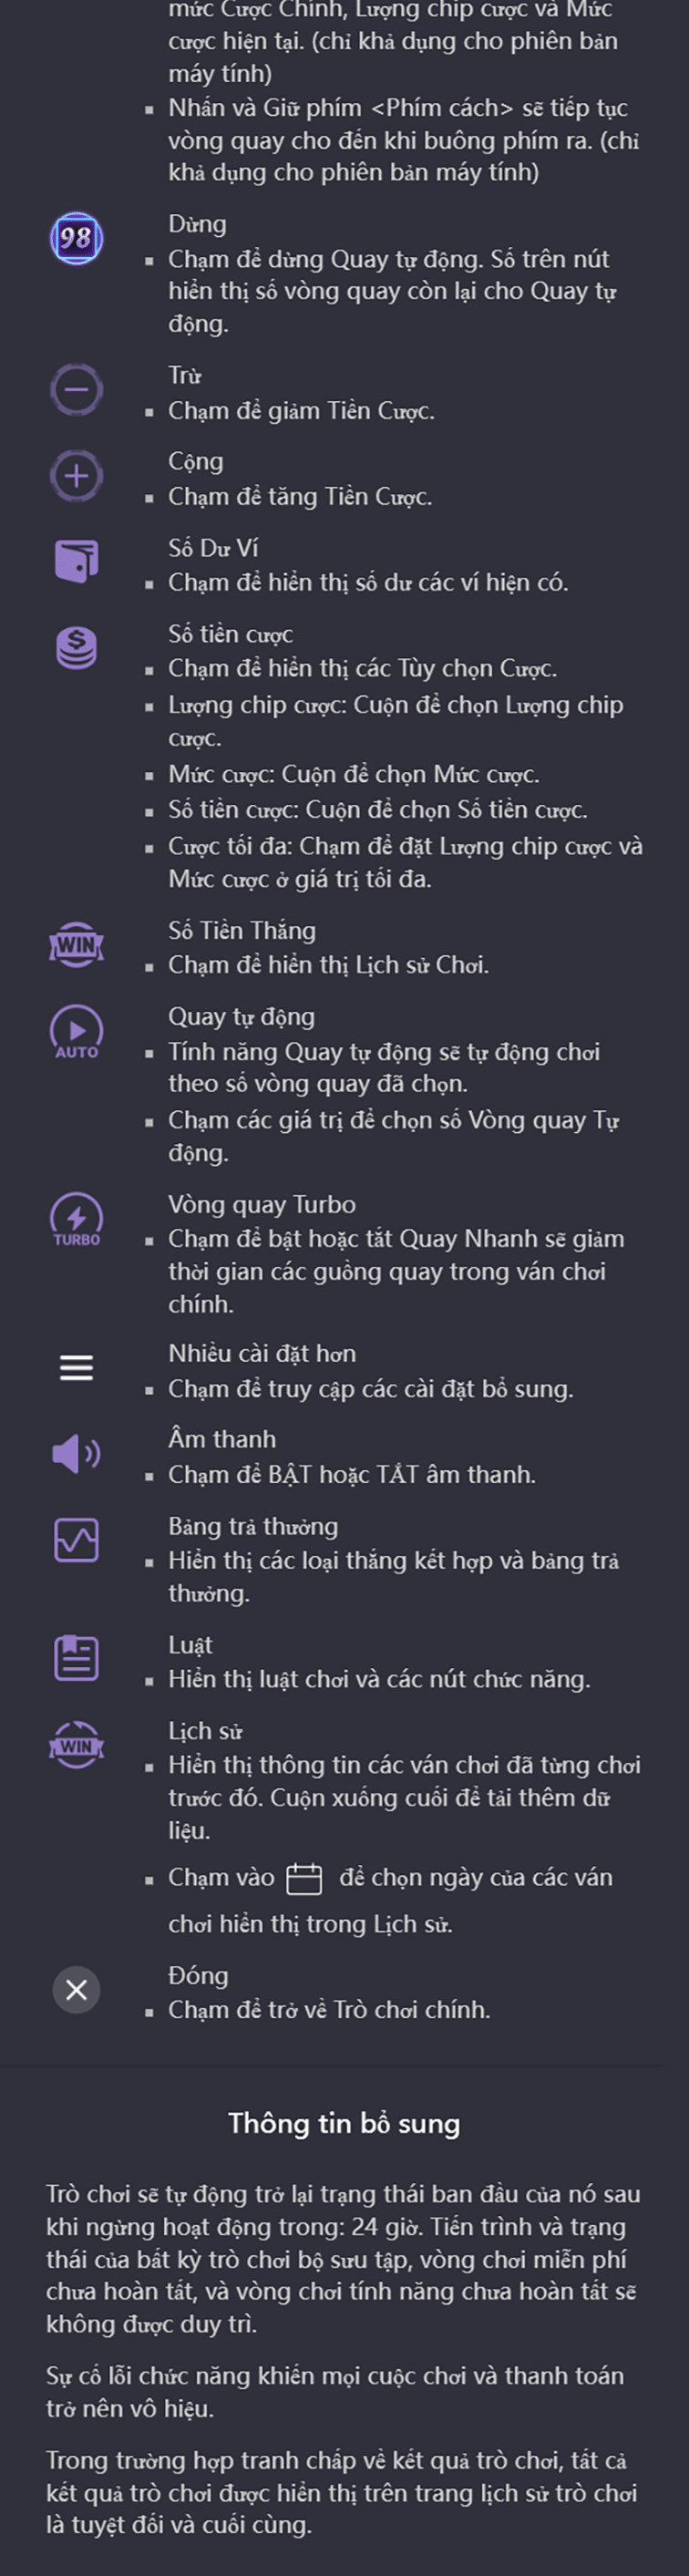 mức Cược Chính, Lượng chip cược và Mức
cược hiện tại. (chỉ khả dụng cho phiên bản
máy tính)
▪ Nhấn và Giữ phím <Phím cách> sẽ tiếp tục
vòng quay cho đến khi buông phím ra. (chỉ
khả dụng cho phiên bản máy tính)
98
Dừng
▪ Chạm để dừng Quay tự động. Số trên nút
hiển thị số vòng quay còn lại cho Quay tự
động.
Trừ
▪ Chạm để giảm Tiền Cược.
Cộng
▪ Chạm để tăng Tiền Cược.
Số Dư Ví
▪ Chạm để hiển thị số dư các ví hiện có.
Số tiền cược
▪ Chạm để hiển thị các Tùy chọn Cược.
▪ Lượng chip cược: Cuộn để chọn Lượng chip
cược.
▪ Mức cược: Cuộn để chọn Mức cược.
▪ Số tiền cược: Cuộn để chọn Số tiền cược.
▪ Cược tối đa: Chạm để đặt Lượng chip cược và
Mức cược ở giá trị tối đa.
WIN
Số Tiền Thắng
▪ Chạm để hiển thị Lịch sử Chơi.
AUTO
Quay tự động
▪ Tính năng Quay tự động sẽ tự động chơi
theo số vòng quay đã chọn.
▪ Chạm các giá trị để chọn số Vòng quay Tự
động.
TURBO
Vòng quay Turbo
▪ Chạm để bật hoặc tắt Quay Nhanh sẽ giảm
thời gian các guồng quay trong ván chơi
chính.
Nhiều cài đặt hơn
▪ Chạm để truy cập các cài đặt bổ sung.
Âm thanh
▪ Chạm để BẬT hoặc TẮT âm thanh.
Bảng trả thưởng
▪ Hiển thị các loại thắng kết hợp và bảng trả
thưởng.
Luật
▪ Hiển thị luật chơi và các nút chức năng.
WIN
Lịch sử
▪ Hiển thị thông tin các ván chơi đã từng chơi
trước đó. Cuộn xuống cuối để tải thêm dữ
liệu.
▪ Chạm vào để chọn ngày của các ván
chơi hiển thị trong Lịch sử.
Đóng
▪ Chạm để trở về Trò chơi chính.
Thông tin bổ sung
Trò chơi sẽ tự động trở lại trạng thái ban đầu của nó sau
khi ngừng hoạt động trong: 24 giờ. Tiến trình và trạng
thái của bất kỳ trò chơi bộ sưu tập, vòng chơi miễn phí
chưa hoàn tất, và vòng chơi tính năng chưa hoàn tất sẽ
không được duy trì.
Sự cố lỗi chức năng khiến mọi cuộc chơi và thanh toán
trở nên vô hiệu.
Trong trường hợp tranh chấp về kết quả trò chơi, tất cả
kết quả trò chơi được hiển thị trên trang lịch sử trò chơi
là tuyệt đối và cuối cùng.